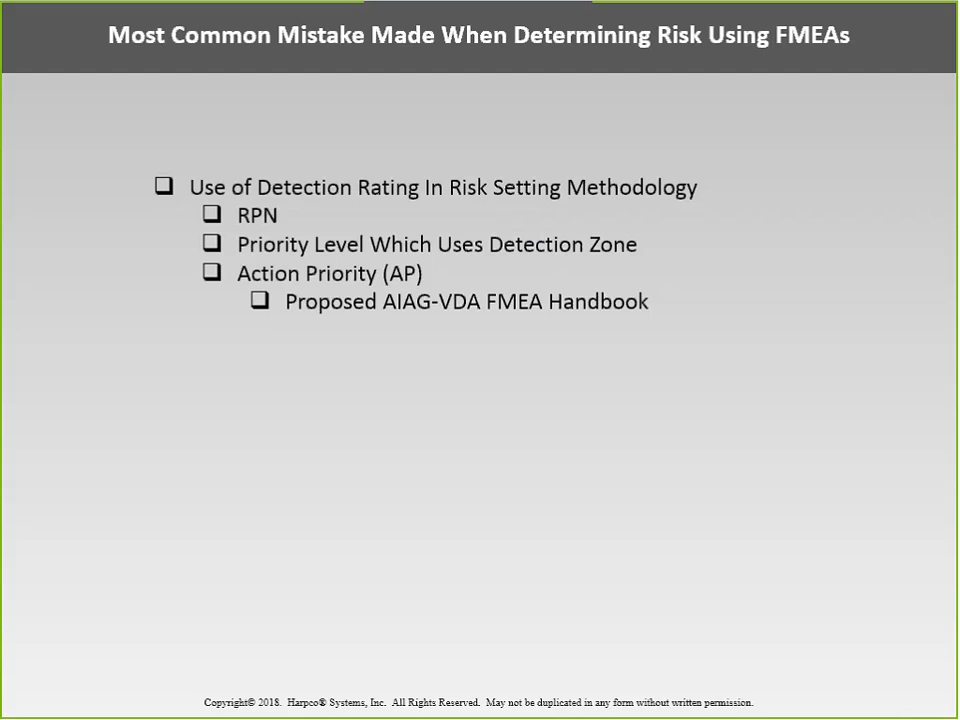 Most Common Mistake Made When Determining Risk Using FMEAs
Use of Detection Rating In Risk Setting Methodology
RPN
Priority Level Which Uses Detection Zone
Action Priority (AP)
Proposed AIAG-VDA FMEA Handbook
Copyright© 2018. Harpco® Systems, Inc. All Rights Reserved. May not be duplicated in any form without written permission.